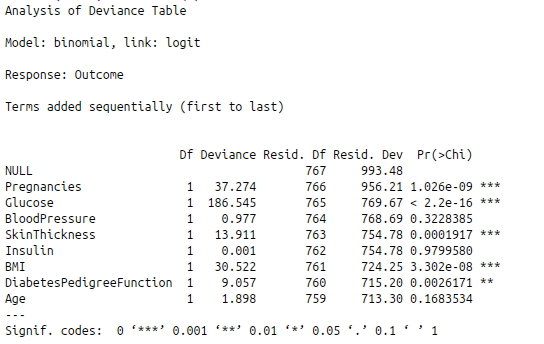 Analysis of Deviance Table
Model: binomial, link: logit
Response: Outcome
Terms added sequentially (first to last)
Df Deviance Resid. Df Resid. Dev Pr(>Chi)
NULL 767 993.48
Pregnancies 1 37.274 766 956.21 1.026e-09 ***
Glucose 1 186.545 765 769.67 < 2.2e-16 ***
BloodPressure 1 0.977 764 768.69 0.3228385
SkinThickness 1 13.911 763 754.78 0.0001917 ***
Insulin 1 0.001 762 754.78 0.9799580
BMI 1 30.522 761 724.25 3.302e-08 ***
DiabetesPedigreeFunction 1 9.057 760 715.20 0.0026171 **
Age 1 1.898 759 713.30 0.1683534
---
Signif. codes: 0 ‘***’ 0.001 ‘**’ 0.01 ‘*’ 0.05 ‘.’ 0.1 ‘ ’ 1